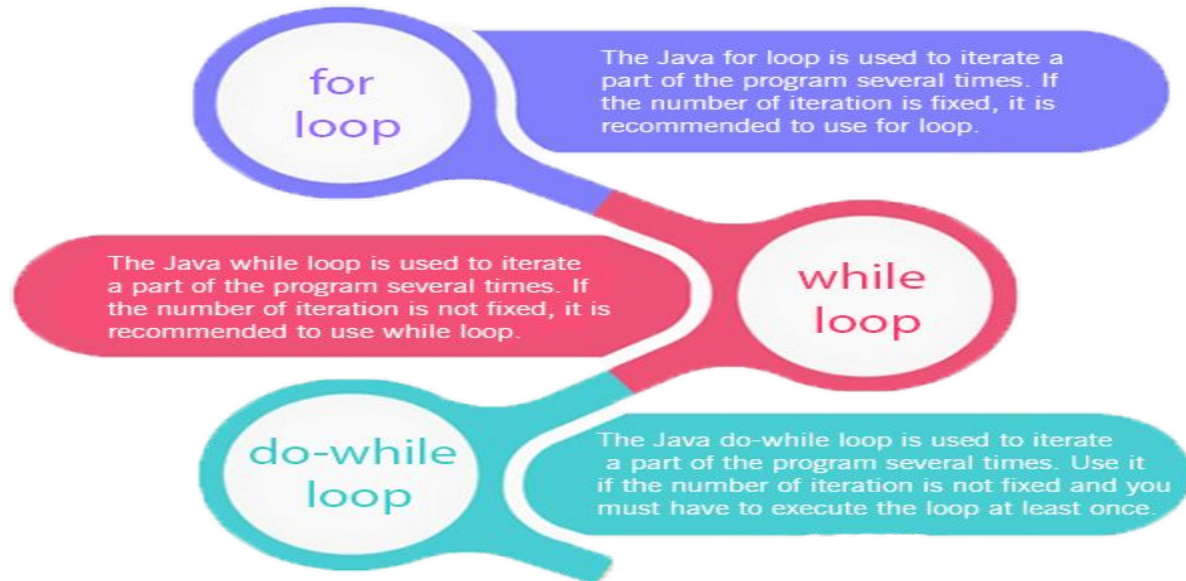 for
loop
The Java for loop is used to iterate a
part of the program several times. If
the number of iteration is fixed, it is
recommended to use for loop.
The Java while loop is used to iterate
a part of the program several times. If
the number of iteration is not fixed, it is
recommended to use while loop.
while
loop
do-while
loop
The Java do-while loop is used to iterate
a part of the program several times. Use it
if the number of iteration is not fixed and you
must have to execute the loop at least once.